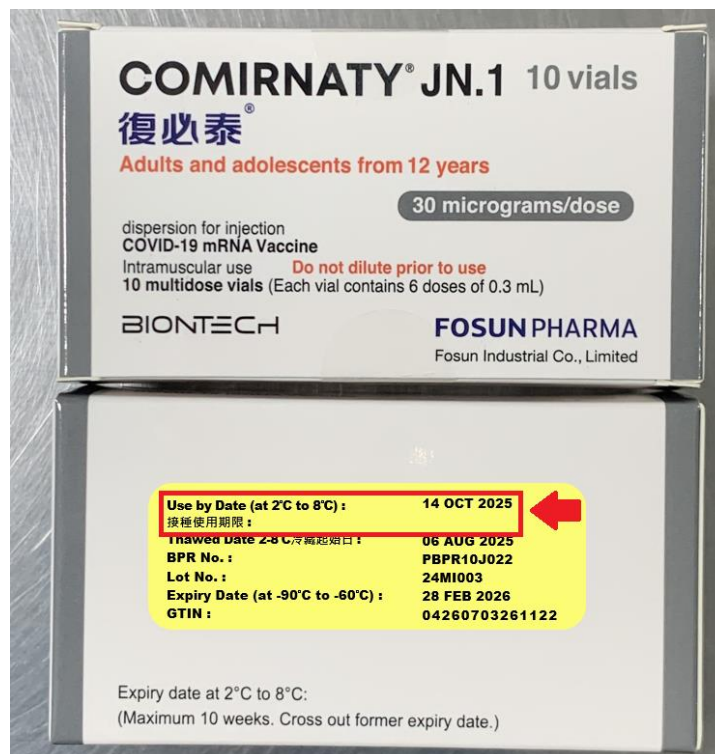 COMIRNATY® JN.1 10 vials
復必泰®
Adults and adolescents from 12 years
30 micrograms/dose
dispersion for injection
COVID-19 mRNA Vaccine
Intramuscular use Do not dilute prior to use
10 multidose vials (Each vial contains 6 doses of 0.3 mL)
BIONTECH FOSUN PHARMA
Fosun Industrial Co., Limited
Use by Date (at 2°C to 8°C) : 14 OCT 2025
接種使用期限 :
Thawed Date 2-8°C冷藏起始日 : 06 AUG 2025
BPR No. : PBPR10J022
Lot No. : 24MI003
Expiry Date (at -90°C to -60°C) : 28 FEB 2026
GTIN : 04260703261122
Expiry date at 2°C to 8°C:
(Maximum 10 weeks. Cross out former expiry date.)